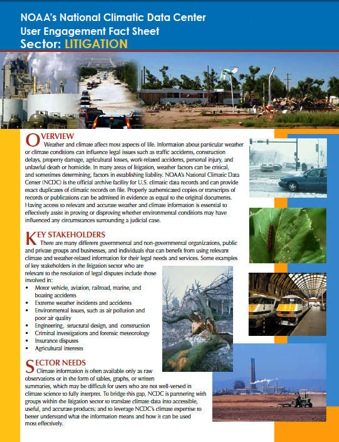 NOAA's National Climatic Data Center
User Engagement Fact Sheet
Sector: LITIGATION
OVERVIEW
Weather and climate affect most aspects of life. Information about particular weather
or climate conditions can influence legal issues such as traffic accidents, construction
delays, property damage, agricultural losses, work-related accidents, personal injury, and
unlawful death or homicide. In many areas of litigation, weather factors can be critical,
and sometimes determining, factors in establishing liability. NOAA's National Climatic Data
Center (NCDC) is the official archive facility for U.S. climatic data records and can provide
exact duplicates of climatic records on file. Properly authenticated copies or transcripts of
records or publications can be admitted in evidence as equal to the original documents.
Having access to relevant and accurate weather and climate information is essential to
effectively assist in proving or disproving whether environmental conditions may have
influenced any circumstances surrounding a judicial case.
KEY STAKEHOLDERS
There are many different governmental and non-governmental organizations, public
and private groups and businesses, and individuals that can benefit from using relevant
climate and weather-related information for their legal needs and services. Some examples
of key stakeholders in the litigation sector who are
relevant to the resolution of legal disputes include those
involved in:
• Motor vehicle, aviation, railroad, marine, and
boating accidents
• Extreme weather incidents and accidents
• Environmental issues, such as air pollution and
poor air quality
• Engineering, structural design, and construction
• Criminal investigations and forensic meteorology
• Insurance disputes
• Agricultural interests
SECTOR NEEDS
Climate information is often available only as raw
observations or in the form of tables, graphs, or written
summaries, which may be difficult for users who are not well-versed in
climate science to fully interpret. To bridge this gap, NCDC is partnering with
groups within the litigation sector to translate climate data into accessible,
useful, and accurate products; and to leverage NCDC's climate expertise to
better understand what the information means and how it can be used
most effectively.